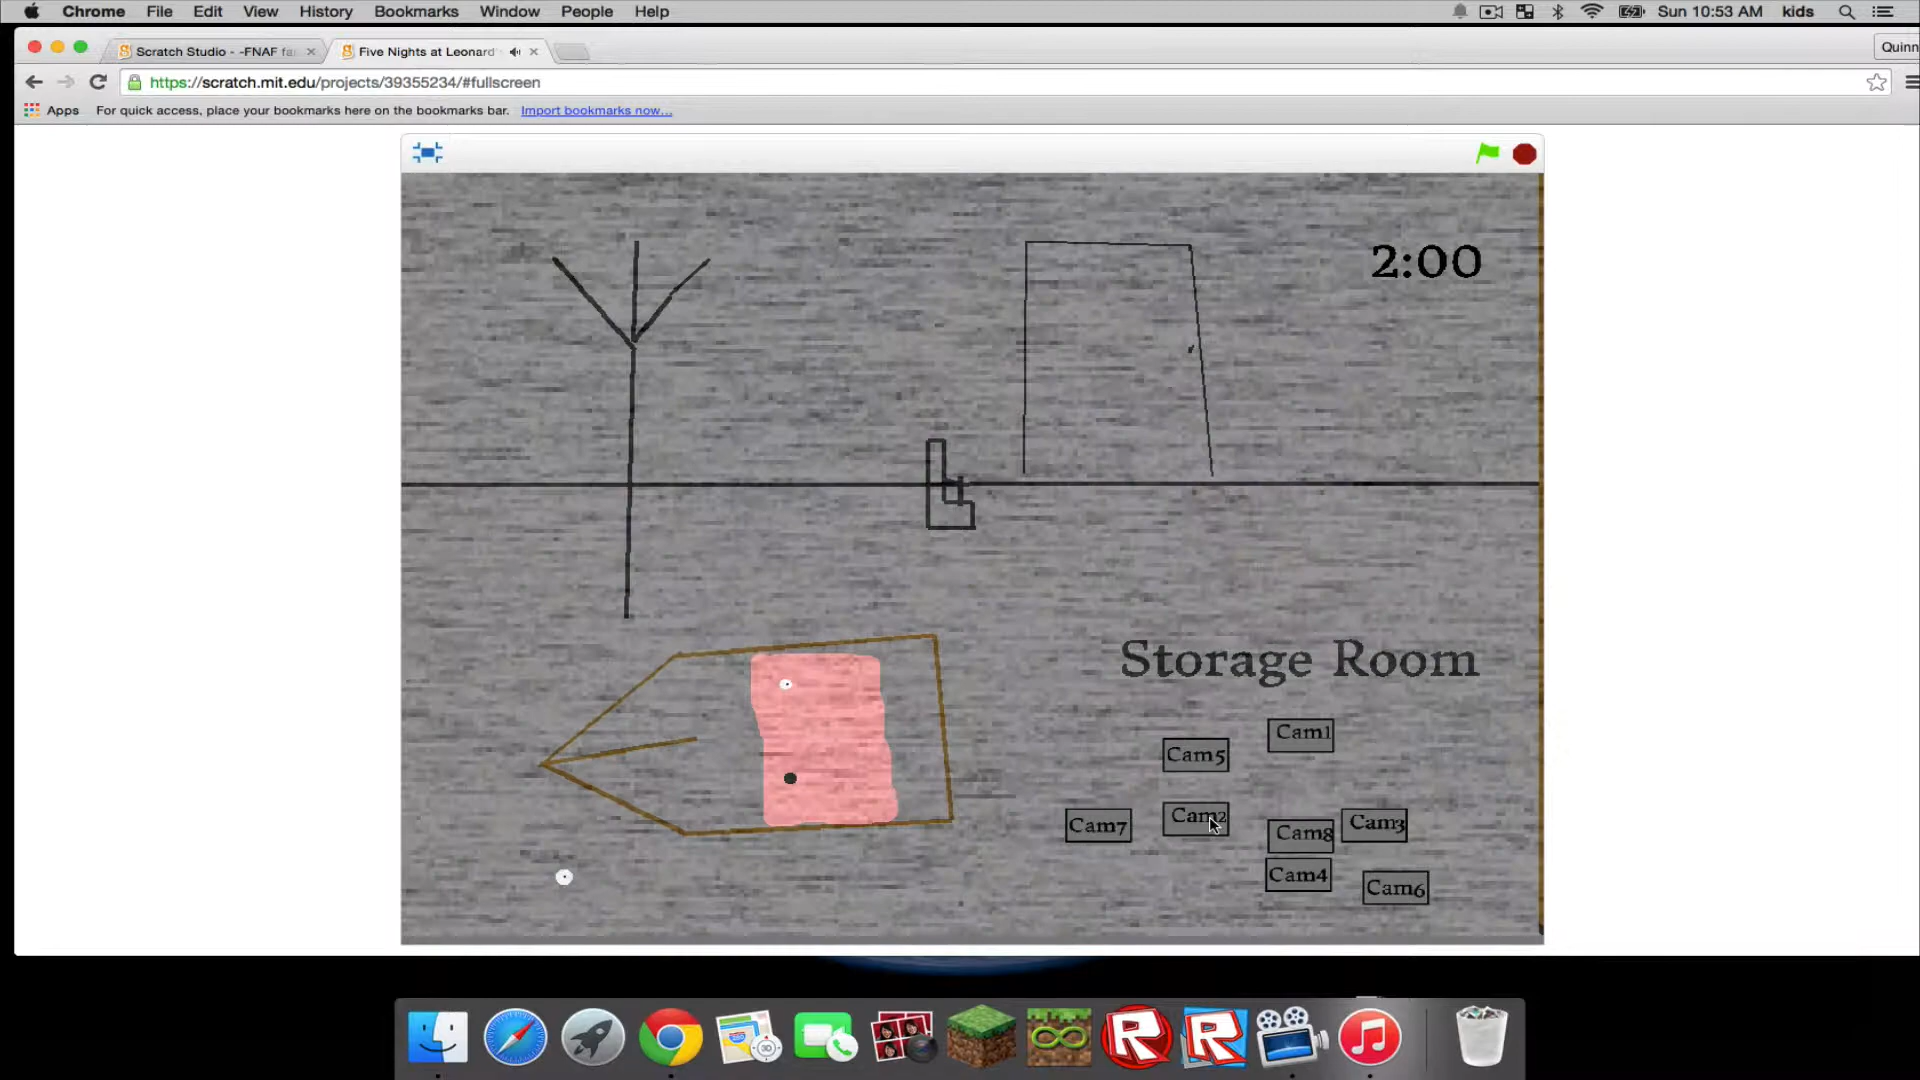 Chrome File Edit View History Bookmarks Window People Help Sun 10:53 AM kids
Scratch Studio - -FNAF fa Five Nights at Leonard' Quinn
https://scratch.mit.edu/projects/39355234/#fullscreen
Apps For quick access, place your bookmarks here on the bookmarks bar. Import bookmarks now...
2:00
Storage Room
Cam1
Cam5
Cam2
Cam7
Cam8
Cam3
Cam4
Cam6